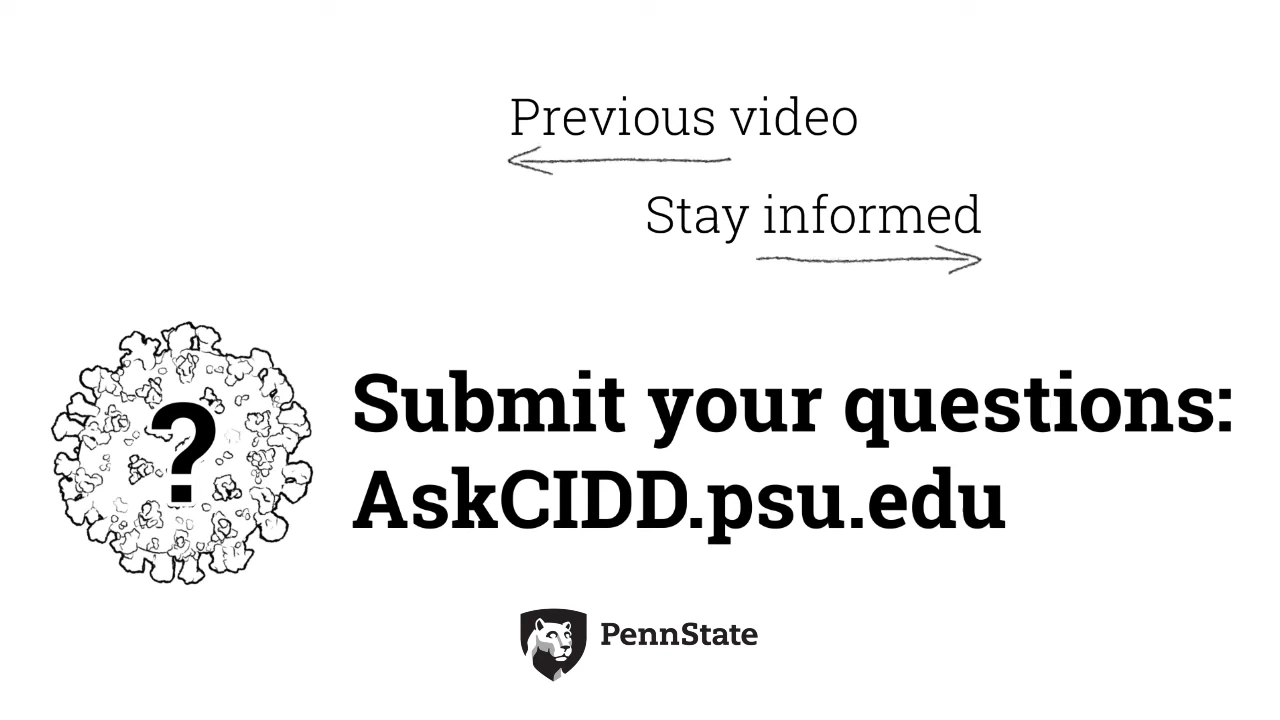 Previous video
Stay informed
?
Submit your questions:
AskCIDD.psu.edu
PennState